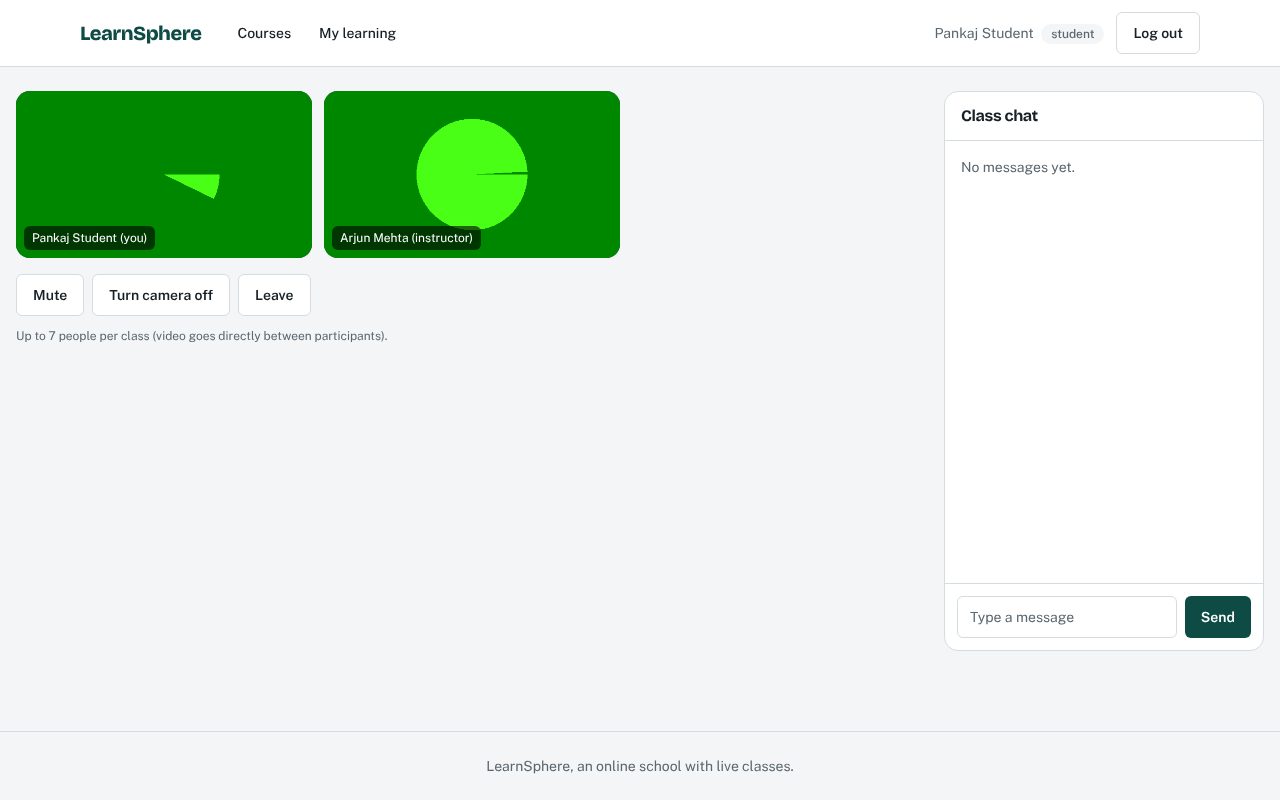 LearnSphere
Courses
My learning
Pankaj Student
student
Log out
Pankaj Student (you)
Arjun Mehta (instructor)
Mute
Turn camera off
Leave
Up to 7 people per class (video goes directly between participants).
Class chat
No messages yet.
Type a message
Send
LearnSphere, an online school with live classes.